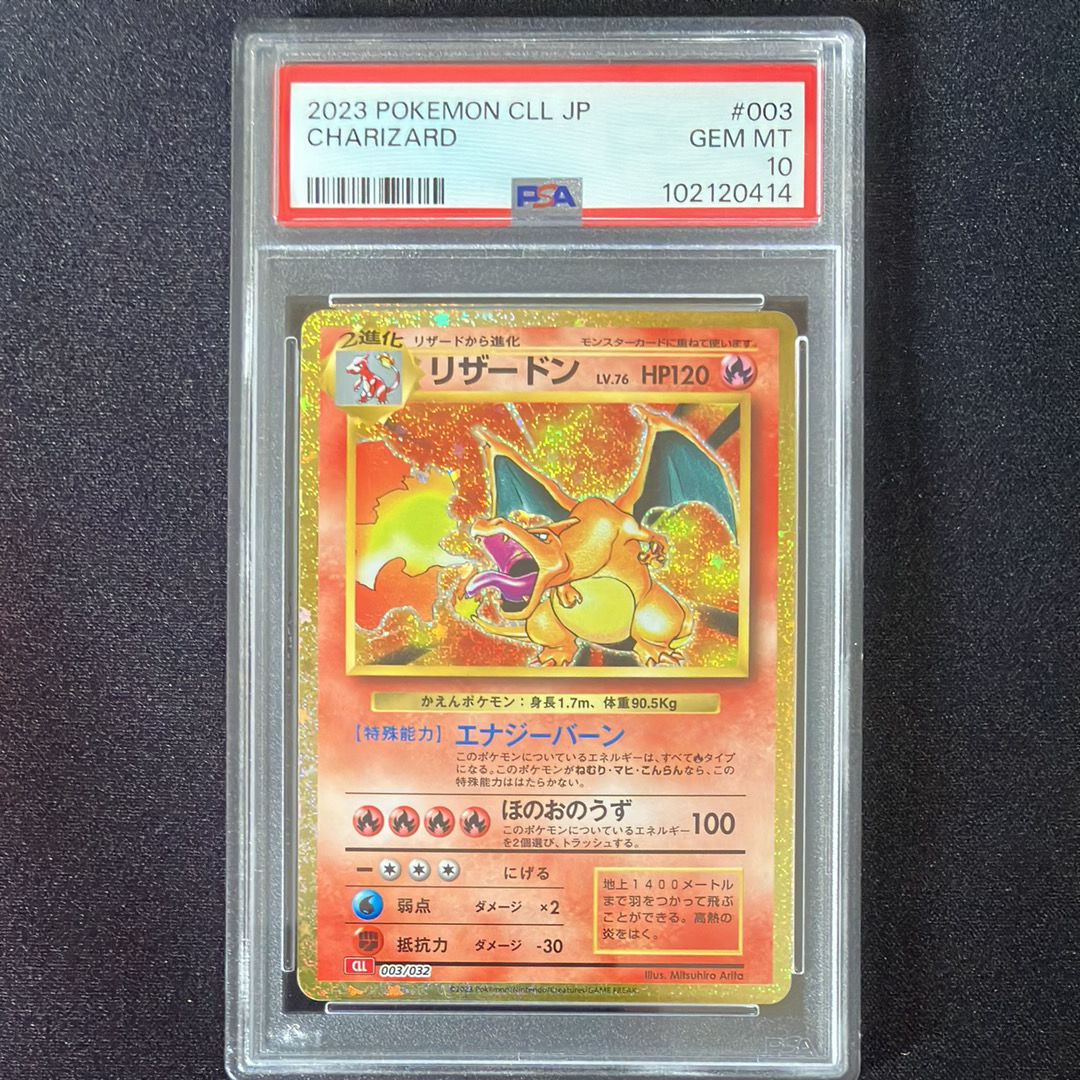 2023 POKEMON CLL JP #003
CHARIZARD GEM MT
10
PSA 102120414
2進化 リザードから進化 モンスターカードに重ねて使います。
リザードン LV.76 HP120
かえんポケモン：身長1.7m、体重90.5Kg
【特殊能力】エナジーバーン
このポケモンについているエネルギーは、すべて🔥タイプ
になる。このポケモンがねむり・マヒ・こんらんなら、この
特殊能力ははたらかない。
ほのおのうず 100
このポケモンについているエネルギー
を2個選び、トラッシュする。
ー にげる
弱点 ダメージ ×2
抵抗力 ダメージ -30
地上１４００メートル
まで羽をつかって飛ぶ
ことができる。高熱の
炎をはく。
CLL 003/032
Illus. Mitsuhiro Arita
©2023 Pokémon/Nintendo/Creatures/GAME FREAK.
PSA